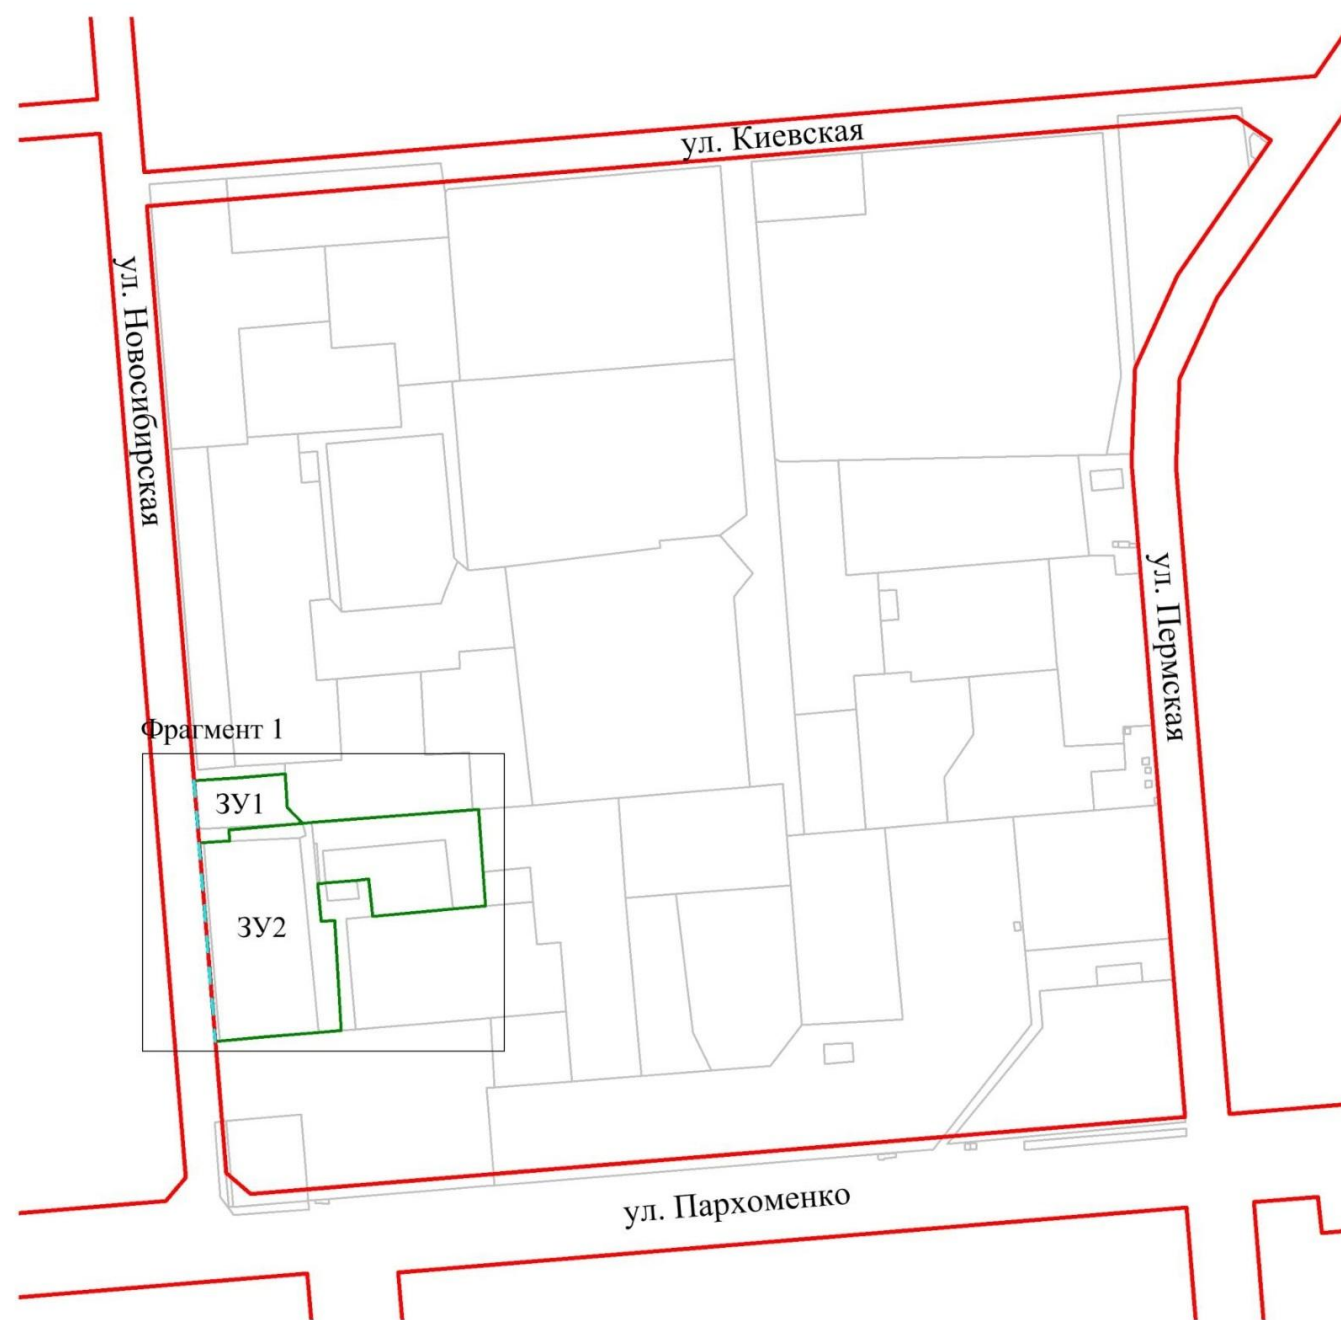 ул. Киевская
ул. Новосибирская
ул. Пермская
Фрагмент 1
ЗУ1
ЗУ2
ул. Пархоменко